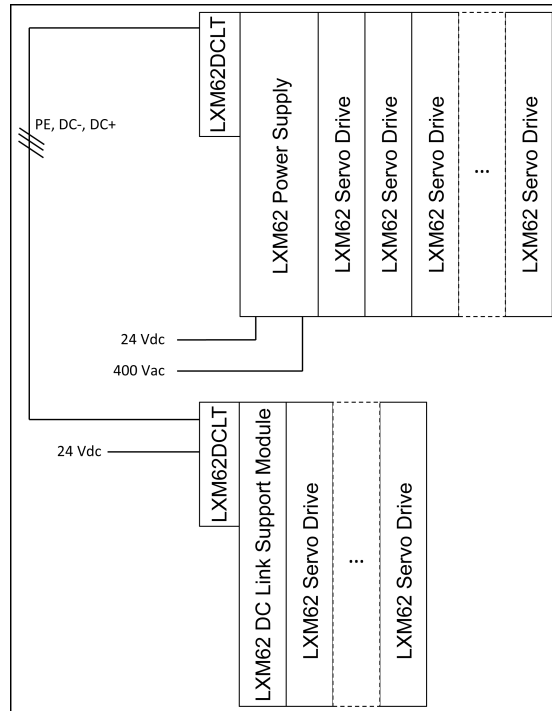 LXM62DCLT
LXM62 Power Supply
LXM62 Servo Drive
LXM62 Servo Drive
LXM62 Servo Drive
...
LXM62 Servo Drive
PE, DC-, DC+
24 Vdc
400 Vac
LXM62DCLT
24 Vdc
LXM62 DC Link Support Module
LXM62 Servo Drive
...
LXM62 Servo Drive